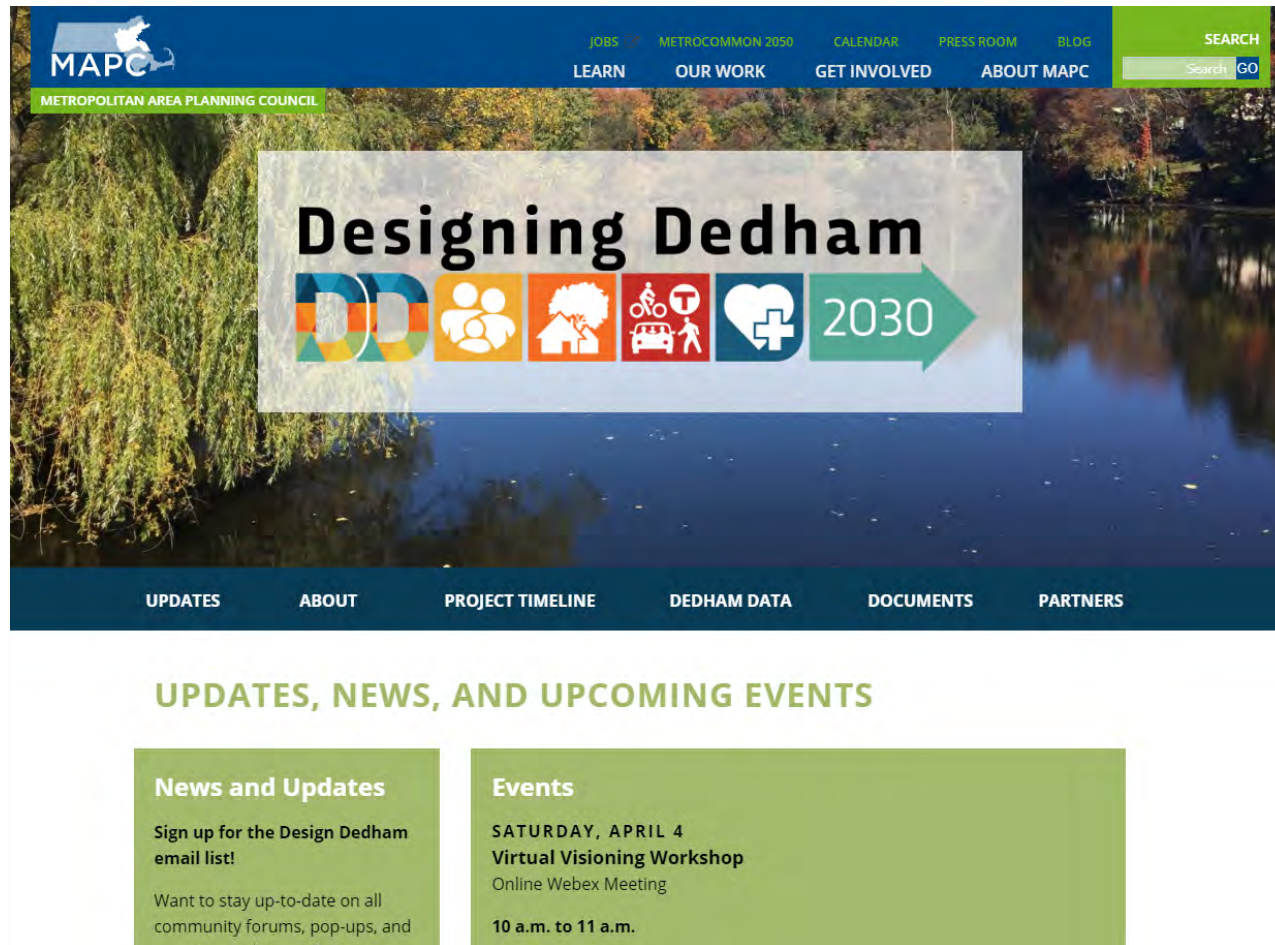 MAPC
METROPOLITAN AREA PLANNING COUNCIL
JOBS METROCOMMON 2050 CALENDAR PRESS ROOM BLOG
LEARN OUR WORK GET INVOLVED ABOUT MAPC
SEARCH
Search GO
Designing Dedham
DD T 2030
UPDATES ABOUT PROJECT TIMELINE DEDHAM DATA DOCUMENTS PARTNERS
UPDATES, NEWS, AND UPCOMING EVENTS
News and Updates
Sign up for the Design Dedham
email list!
Want to stay up-to-date on all
community forums, pop-ups, and
Events
SATURDAY, APRIL 4
Virtual Visioning Workshop
Online Webex Meeting
10 a.m. to 11 a.m.